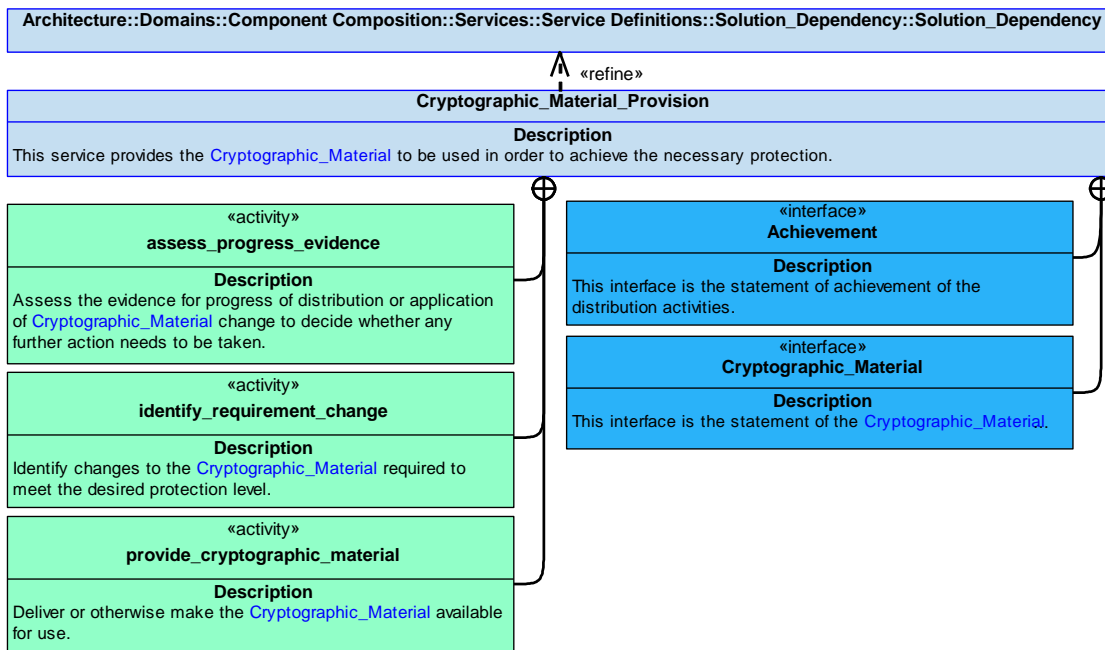 Architecture::Domains::Component Composition::Services::Service Definitions::Solution_Dependency::Solution_Dependency
«refine»
Cryptographic_Material_Provision
Description
This service provides the Cryptographic_Material to be used in order to achieve the necessary protection.
«activity»
assess_progress_evidence
Description
Assess the evidence for progress of distribution or application
of Cryptographic_Material change to decide whether any
further action needs to be taken.
«activity»
identify_requirement_change
Description
Identify changes to the Cryptographic_Material required to
meet the desired protection level.
«activity»
provide_cryptographic_material
Description
Deliver or otherwise make the Cryptographic_Material available
for use.
«interface»
Achievement
Description
This interface is the statement of achievement of the
distribution activities.
«interface»
Cryptographic_Material
Description
This interface is the statement of the Cryptographic_Material.